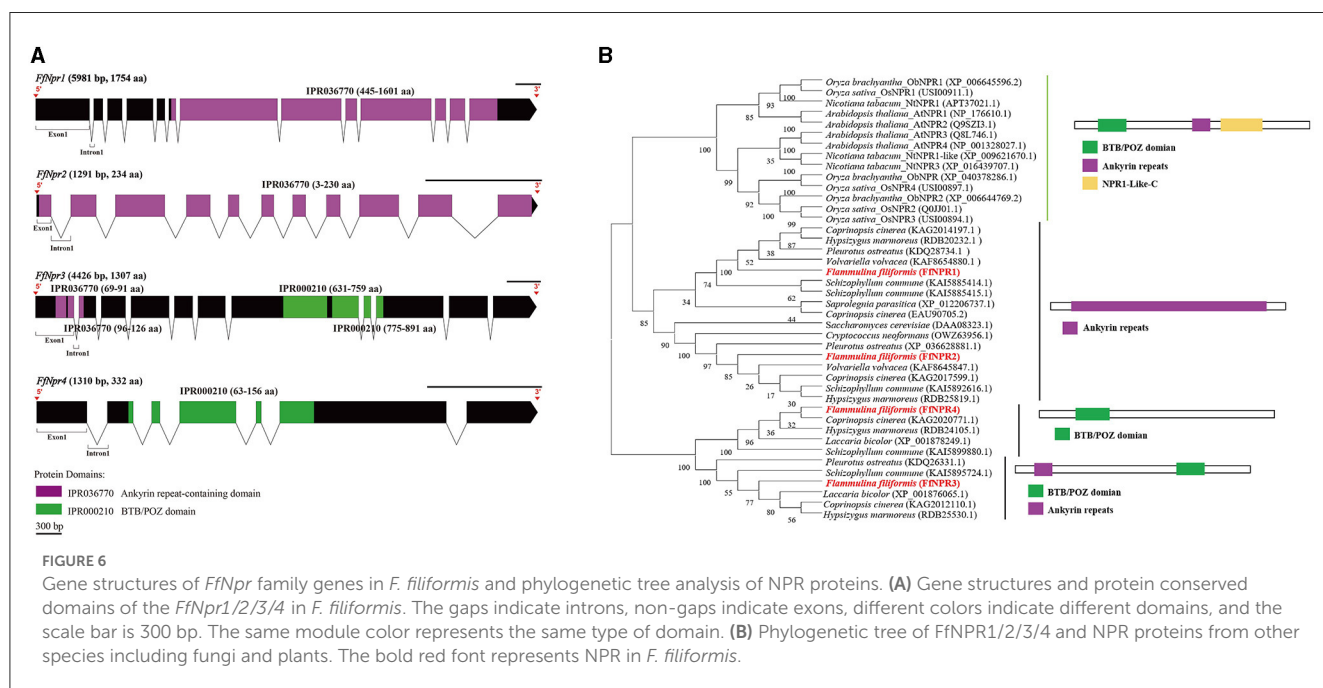 A
FfNpr1 (5981 bp, 1754 aa)
5'
IPR036770 (445-1601 aa)
3'
Exon1
Intron1
FfNpr2 (1291 bp, 234 aa)
5'
IPR036770 (3-230 aa)
3'
Exon1
Intron1
FfNpr3 (4426 bp, 1307 aa)
5'
IPR036770 (69-91 aa)
IPR000210 (631-759 aa)
3'
IPR036770 (96-126 aa)
IPR000210 (775-891 aa)
Exon1
Intron1
FfNpr4 (1310 bp, 332 aa)
5'
IPR000210 (63-156 aa)
3'
Exon1
Intron1
Protein Domains:
IPR036770 Ankyrin repeat-containing domain
IPR000210 BTB/POZ domain
300 bp
B
Oryza brachyantha_ObNPR1 (XP_006645596.2)
Oryza sativa_OsNPR1 (USI00911.1)
Nicotiana tabacum_NtNPR1 (APT37021.1)
Arabidopsis thaliana_AtNPR1 (NP_176610.1)
Arabidopsis thaliana_AtNPR2 (Q9SZI3.1)
Arabidopsis thaliana_AtNPR3 (Q8L746.1)
Arabidopsis thaliana_AtNPR4 (NP_001328027.1)
Nicotiana tabacum_NtNPR1-like (XP_009621670.1)
Nicotiana tabacum_NtNPR3 (XP_016439707.1)
Oryza brachyantha_ObNPR (XP_040378286.1)
Oryza sativa_OsNPR4 (USI00897.1)
Oryza brachyantha_ObNPR2 (XP_006644769.2)
Oryza sativa_OsNPR2 (Q0JJ01.1)
Oryza sativa_OsNPR3 (USI00894.1)
Coprinopsis cinerea (KAG2014197.1)
Hypsizygus marmoreus (RDB20232.1 )
Pleurotus ostreatus (KDQ28734.1 )
Volvariella volvacea (KAF8654880.1 )
Flammulina filiformis (FfNPR1)
Schizophyllum commune (KAI5885414.1)
Schizophyllum commune (KAI5885415.1)
Saprolegnia parasitica (XP_012206737.1)
Coprinopsis cinerea (EAU90705.2)
Saccharomyces cerevisiae (DAA08323.1)
Cryptococcus neoformans (OWZ63956.1)
Pleurotus ostreatus (XP_036628881.1)
Flammulina filiformis (FfNPR2)
Volvariella volvacea (KAF8645847.1)
Coprinopsis cinerea (KAG2017599.1)
Schizophyllum commune (KAI5892616.1)
Hypsizygus marmoreus (RDB25819.1)
Flammulina filiformis (FfNPR4)
Coprinopsis cinerea (KAG2020771.1)
Hypsizygus marmoreus (RDB24105.1)
Laccaria bicolor (XP_001878249.1)
Schizophyllum commune (KAI5899880.1)
Pleurotus ostreatus (KDQ26331.1)
Schizophyllum commune (KAI5895724.1)
Flammulina filiformis (FfNPR3)
Laccaria bicolor (XP_001876065.1)
Coprinopsis cinerea (KAG2012110.1)
Hypsizygus marmoreus (RDB25530.1)
100
93
85
100
100
100
35
100
99
100
92
100
99
87
38
52
100
74
62
34
44
85
90
100
97
85
26
17
30
32
36
96
100
100
55
77
80
56
BTB/POZ domian
Ankyrin repeats
NPR1-Like-C
Ankyrin repeats
BTB/POZ domian
BTB/POZ domian
Ankyrin repeats
FIGURE 6
Gene structures of FfNpr family genes in F. filiformis and phylogenetic tree analysis of NPR proteins. (A) Gene structures and protein conserved
domains of the FfNpr1/2/3/4 in F. filiformis. The gaps indicate introns, non-gaps indicate exons, different colors indicate different domains, and the
scale bar is 300 bp. The same module color represents the same type of domain. (B) Phylogenetic tree of FfNPR1/2/3/4 and NPR proteins from other
species including fungi and plants. The bold red font represents NPR in F. filiformis.